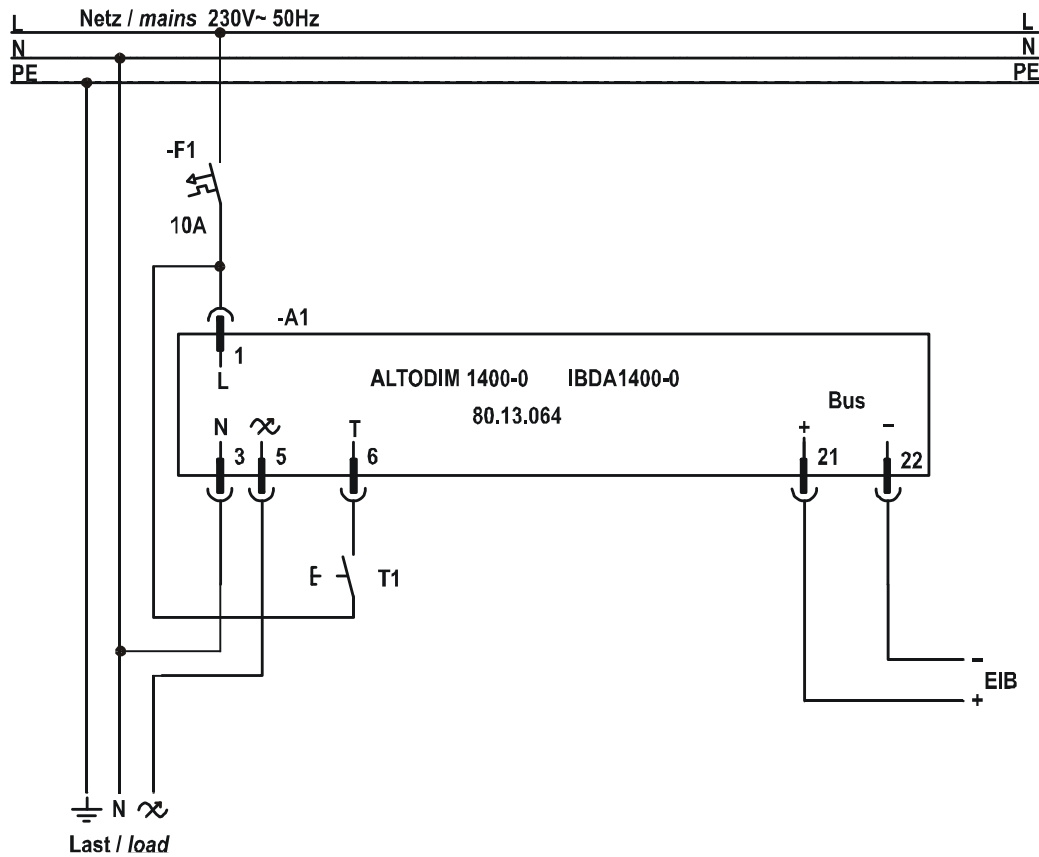 Netz / mains 230V~ 50Hz
L L
N N
PE PE
-F1
10A
-A1
1
L
ALTODIM 1400-0 IBDA1400-0
80.13.064
Bus
N T + -
3 5 6 21 22
T1
-
EIB
+
N
Last / load